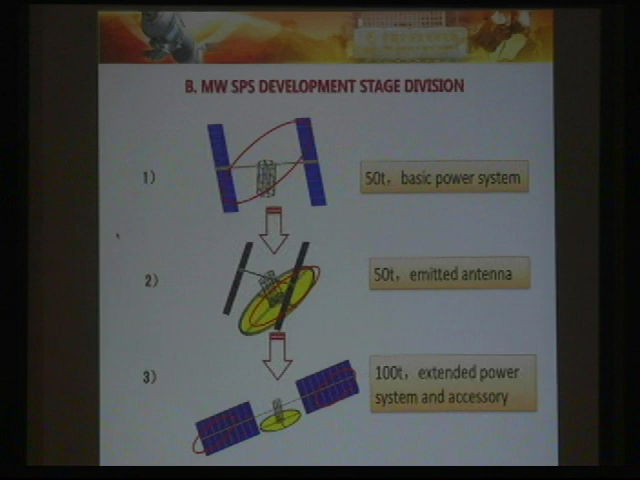 B. MW SPS DEVELOPMENT STAGE DIVISION
1)
50t, basic power system
2)
50t, emitted antenna
3)
100t, extended power
system and accessory